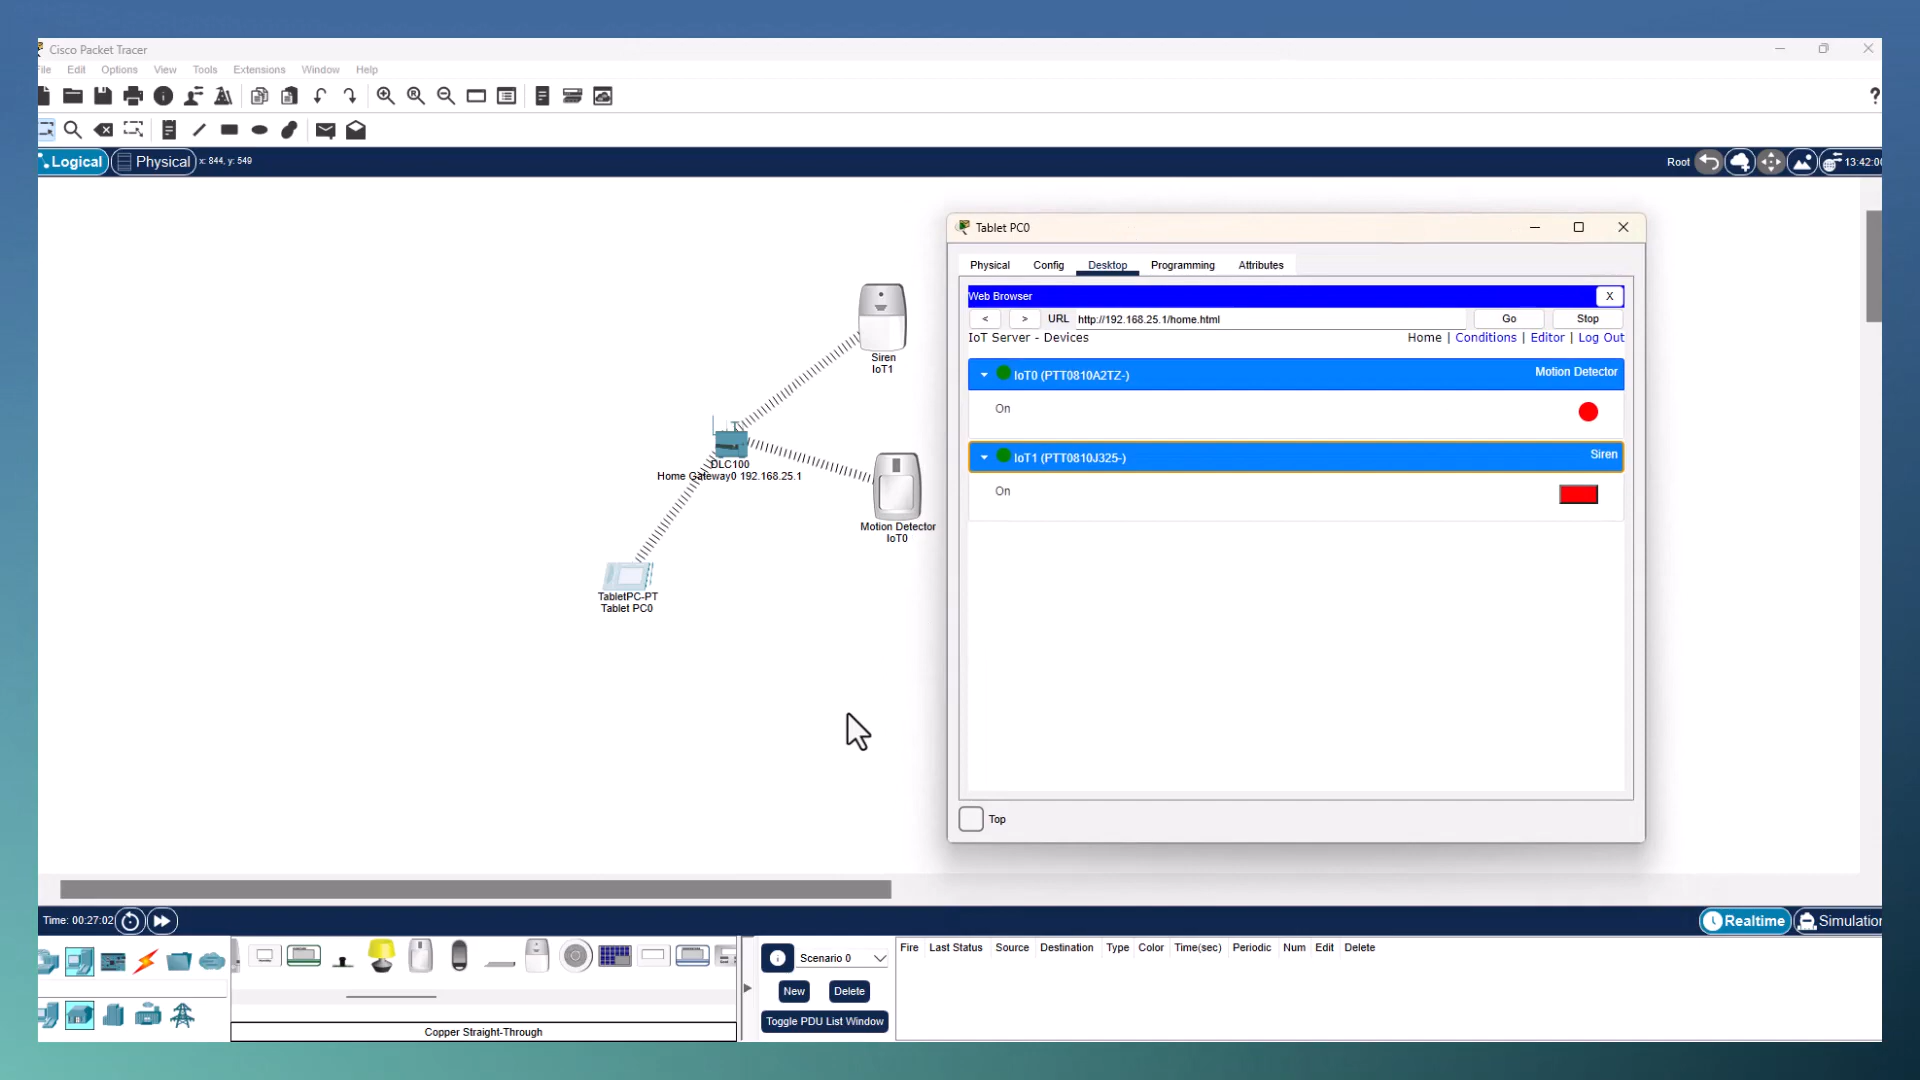 Cisco Packet Tracer
ile Edit Options View Tools Extensions Window Help
?
Logical Physical x: 844, y: 549 Root 13:42:00
Tablet PC0
Physical Config Desktop Programming Attributes
Web Browser X
< > URL http://192.168.25.1/home.html Go Stop
IoT Server - Devices Home | Conditions | Editor | Log Out
IoT0 (PTT0810A2TZ-) Motion Detector
On
IoT1 (PTT0810J325-) Siren
On
Top
Siren
IoT1
DLC100
Home Gateway0 192.168.25.1
Motion Detector
IoT0
TabletPC-PT
Tablet PC0
Time: 00:27:02 Realtime Simulation
Scenario 0
New Delete
Toggle PDU List Window
Fire Last Status Source Destination Type Color Time(sec) Periodic Num Edit Delete
Copper Straight-Through